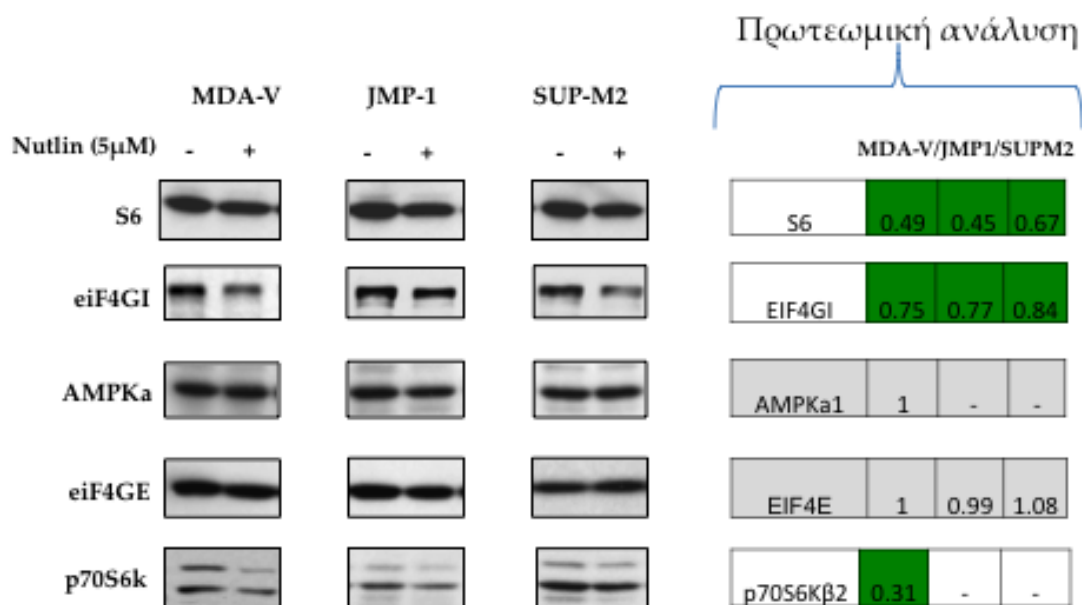 Πρωτεωμική ανάλυση
MDA-V JMP-1 SUP-M2
Nutlin (5μM) - + - + - + MDA-V/JMP1/SUPM2
S6 S6 0.49 0.45 0.67
eiF4GI EIF4GI 0.75 0.77 0.84
AMPKa AMPKa1 1 - -
eiF4GE EIF4E 1 0.99 1.08
p70S6k p70S6Kβ2 0.31 - -